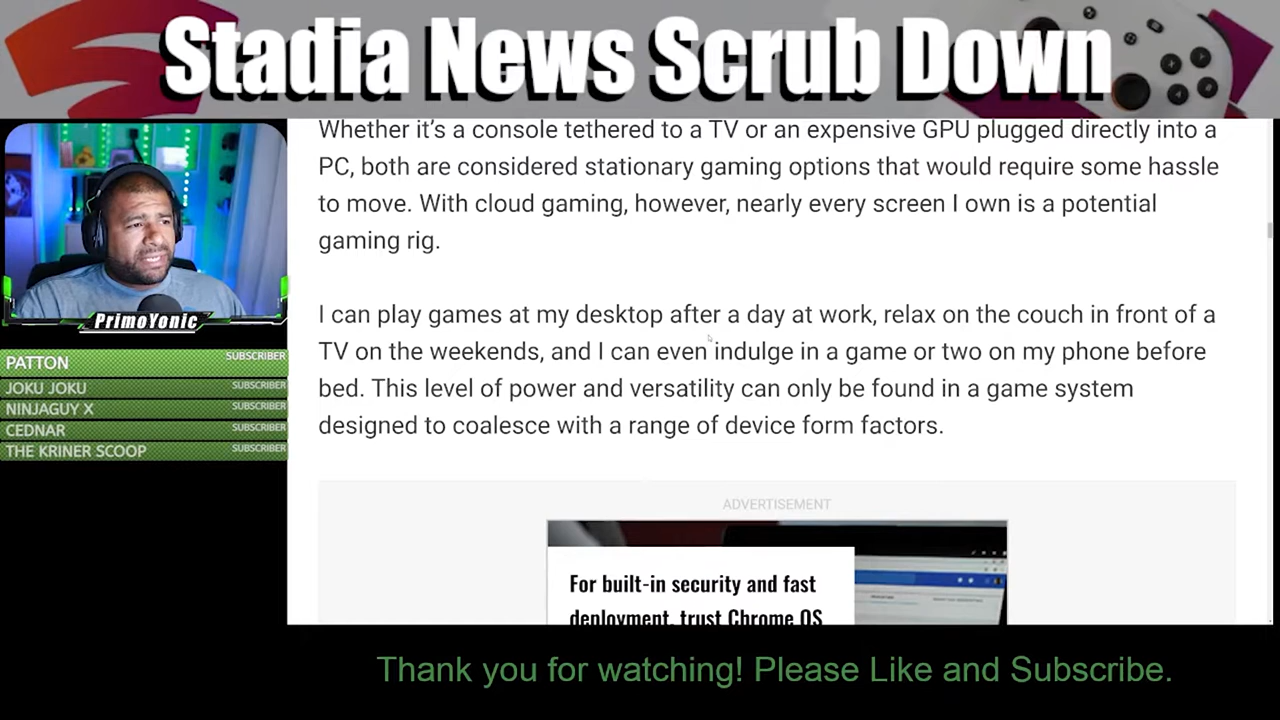 Stadia News Scrub Down
Whether it's a console tethered to a TV or an expensive GPU plugged directly into a
PC, both are considered stationary gaming options that would require some hassle
to move. With cloud gaming, however, nearly every screen I own is a potential
gaming rig.
I can play games at my desktop after a day at work, relax on the couch in front of a
TV on the weekends, and I can even indulge in a game or two on my phone before
bed. This level of power and versatility can only be found in a game system
designed to coalesce with a range of device form factors.
ADVERTISEMENT
For built-in security and fast
deployment, trust Chrome OS
PrimoYonic
PATTON SUBSCRIBER
JOKU JOKU SUBSCRIBER
NINJAGUY X SUBSCRIBER
CEDNAR SUBSCRIBER
THE KRINER SCOOP SUBSCRIBER
Thank you for watching! Please Like and Subscribe.